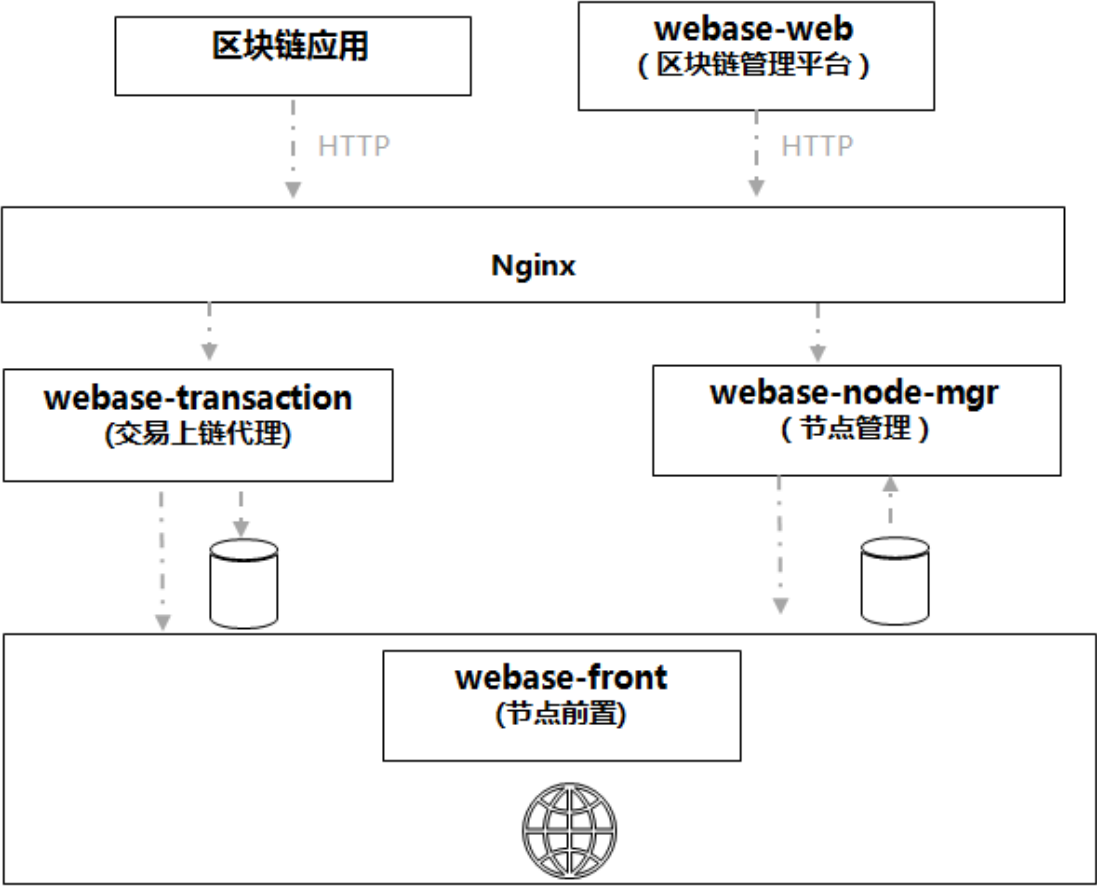 区块链应用
webase-web
（区块链管理平台）
HTTP
HTTP
Nginx
webase-transaction
(交易上链代理)
webase-node-mgr
（节点管理）
webase-front
(节点前置)